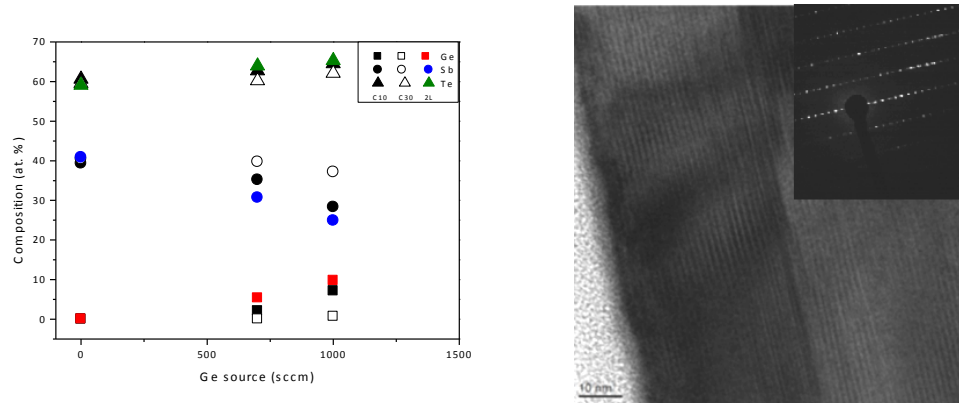 70
60
50
40
30
20
10
0
Composition (at. %)
Ge
Sb
Te
C10 C30 2L
0 500 1000 1500
Ge source (sccm)
10 nm